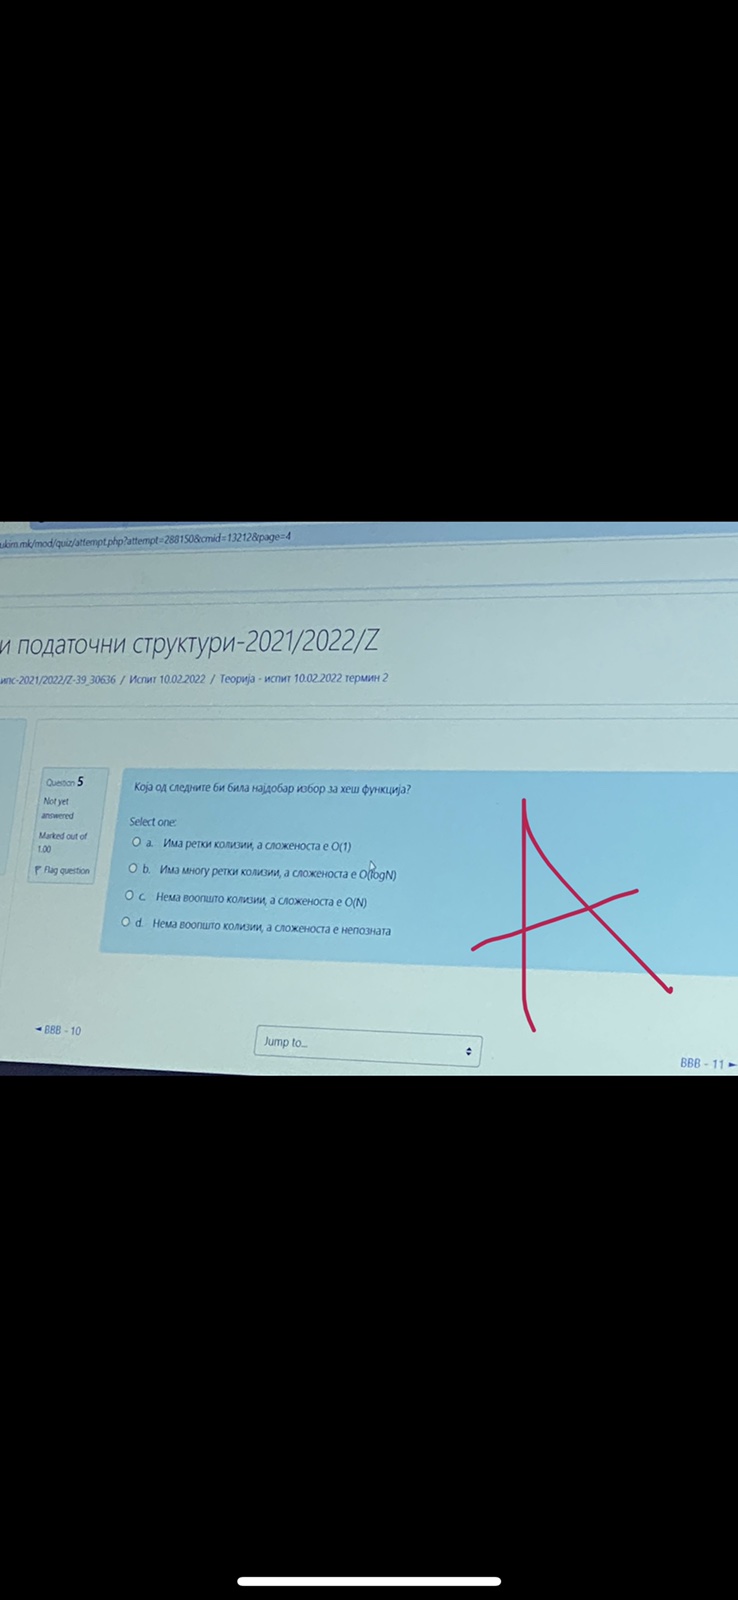 ukim.mk/mod/quiz/attempt.php?attempt=288150&cmid=13212&page=4
и податочни структури-2021/2022/Z
ипс-2021/2022/Z-39_30636 / Испит 10.02.2022 / Теорија - испит 10.02.2022 термин 2
Question 5
Not yet
answered
Marked out of
1.00
Flag question
Која од следните би била најдобар избор за хеш функција?
Select one:
a. Има ретки колизии, а сложеноста е O(1)
b. Има многу ретки колизии, а сложеноста е O(logN)
c. Нема воопшто колизии, а сложеноста е O(N)
d. Нема воопшто колизии, а сложеноста е непозната
A
◄ BBB - 10
Jump to...
BBB - 11 ►